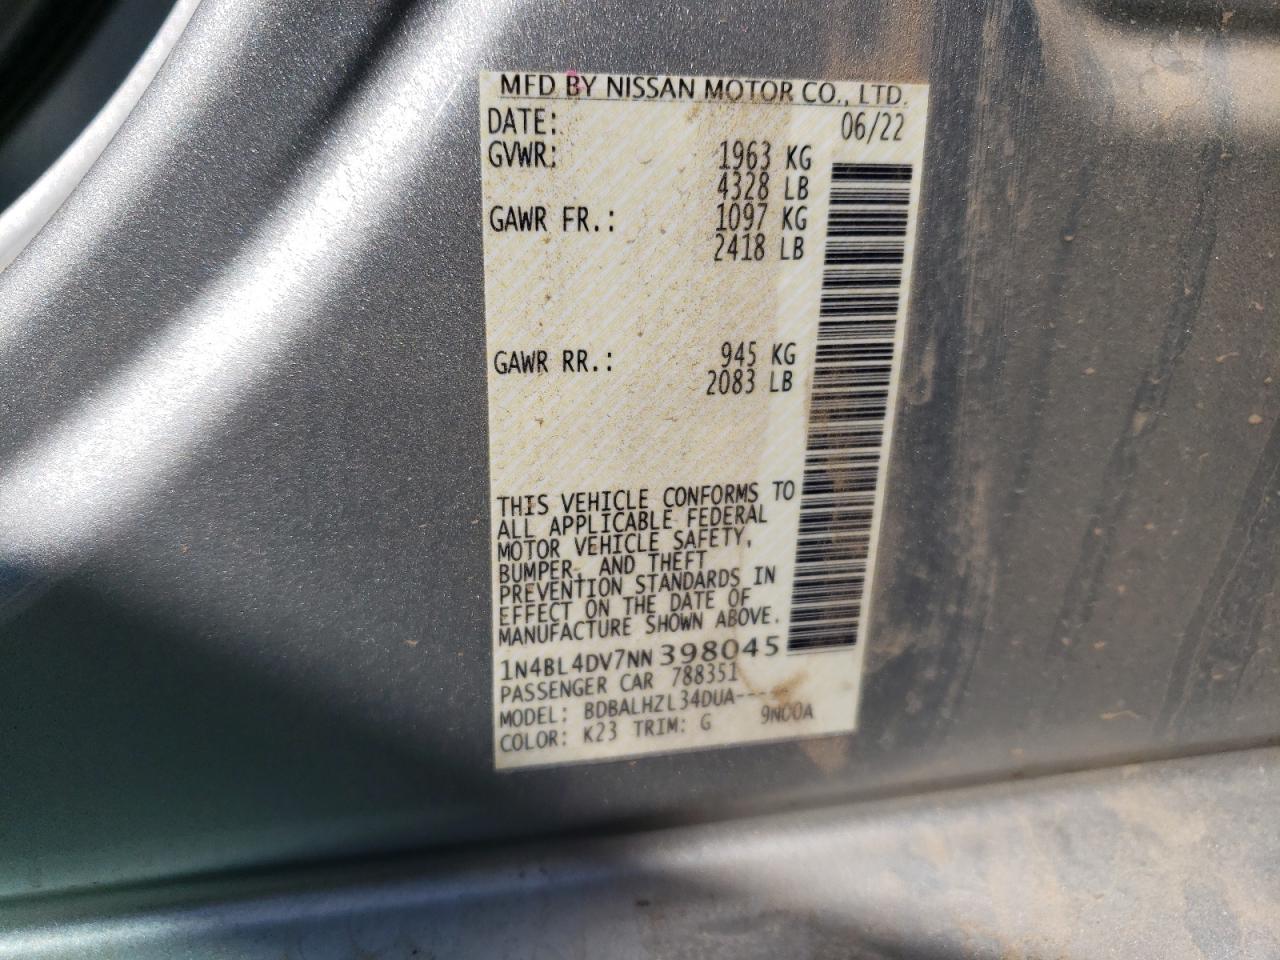 MFD BY NISSAN MOTOR CO., LTD.
DATE: 06/22
GVWR: 1963 KG
4328 LB
GAWR FR.: 1097 KG
2418 LB
GAWR RR.: 945 KG
2083 LB
THIS VEHICLE CONFORMS TO
ALL APPLICABLE FEDERAL
MOTOR VEHICLE SAFETY,
BUMPER, AND THEFT
PREVENTION STANDARDS IN
EFFECT ON THE DATE OF
MANUFACTURE SHOWN ABOVE.
1N4BL4DV7NN398045
PASSENGER CAR 788351
MODEL: BDBALHZL34DUA----
COLOR: K23 TRIM: G 9N00A